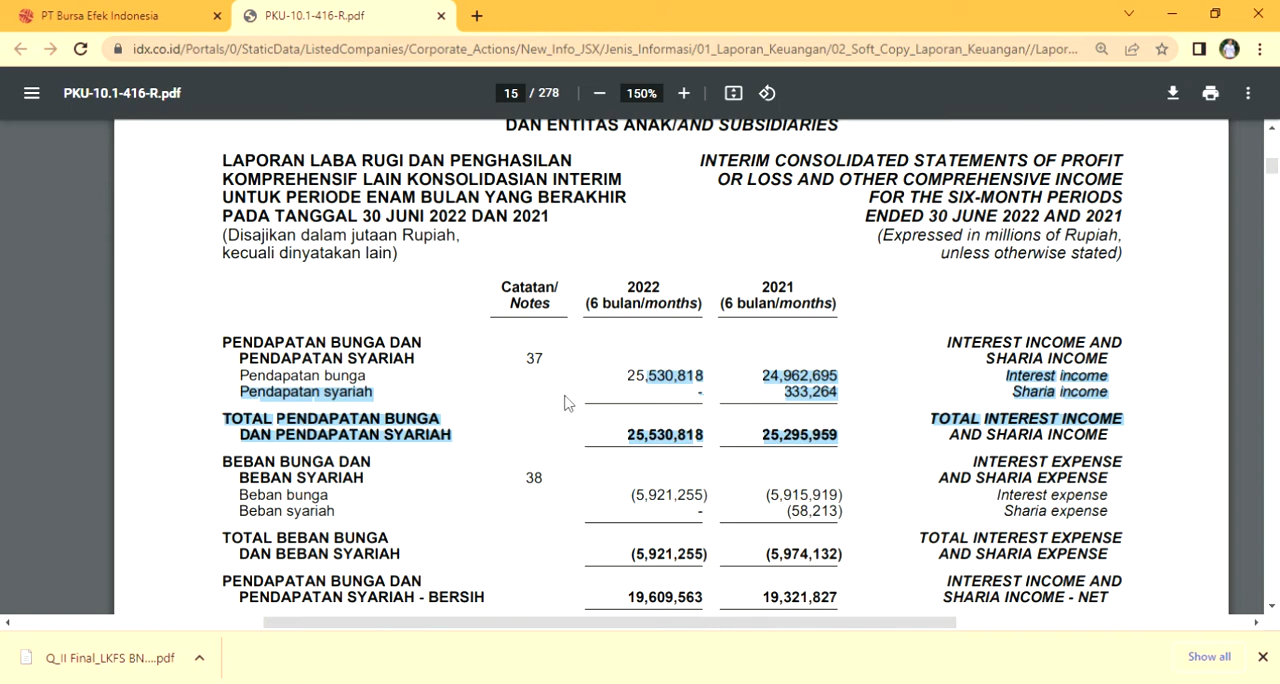 PT Bursa Efek Indonesia
PKU-10.1-416-R.pdf
idx.co.id/Portals/0/StaticData/ListedCompanies/Corporate_Actions/New_Info_JSX/Jenis_Informasi/01_Laporan_Keuangan/02_Soft_Copy_Laporan_Keuangan//Lapor...
PKU-10.1-416-R.pdf
15 / 278
150%
DAN ENTITAS ANAK/AND SUBSIDIARIES
LAPORAN LABA RUGI DAN PENGHASILAN
KOMPREHENSIF LAIN KONSOLIDASIAN INTERIM
UNTUK PERIODE ENAM BULAN YANG BERAKHIR
PADA TANGGAL 30 JUNI 2022 DAN 2021
(Disajikan dalam jutaan Rupiah,
kecuali dinyatakan lain)
INTERIM CONSOLIDATED STATEMENTS OF PROFIT
OR LOSS AND OTHER COMPREHENSIVE INCOME
FOR THE SIX-MONTH PERIODS
ENDED 30 JUNE 2022 AND 2021
(Expressed in millions of Rupiah,
unless otherwise stated)
Catatan/ 2022 2021
Notes (6 bulan/months) (6 bulan/months)
PENDAPATAN BUNGA DAN INTEREST INCOME AND
PENDAPATAN SYARIAH 37 SHARIA INCOME
Pendapatan bunga 25,530,818 24,962,695 Interest income
Pendapatan syariah - 333,264 Sharia income
TOTAL PENDAPATAN BUNGA TOTAL INTEREST INCOME
DAN PENDAPATAN SYARIAH 25,530,818 25,295,959 AND SHARIA INCOME
BEBAN BUNGA DAN INTEREST EXPENSE
BEBAN SYARIAH 38 AND SHARIA EXPENSE
Beban bunga (5,921,255) (5,915,919) Interest expense
Beban syariah - (58,213) Sharia expense
TOTAL BEBAN BUNGA TOTAL INTEREST EXPENSE
DAN BEBAN SYARIAH (5,921,255) (5,974,132) AND SHARIA EXPENSE
PENDAPATAN BUNGA DAN INTEREST INCOME AND
PENDAPATAN SYARIAH - BERSIH 19,609,563 19,321,827 SHARIA INCOME - NET
Q_II Final_LKFS BN....pdf
Show all